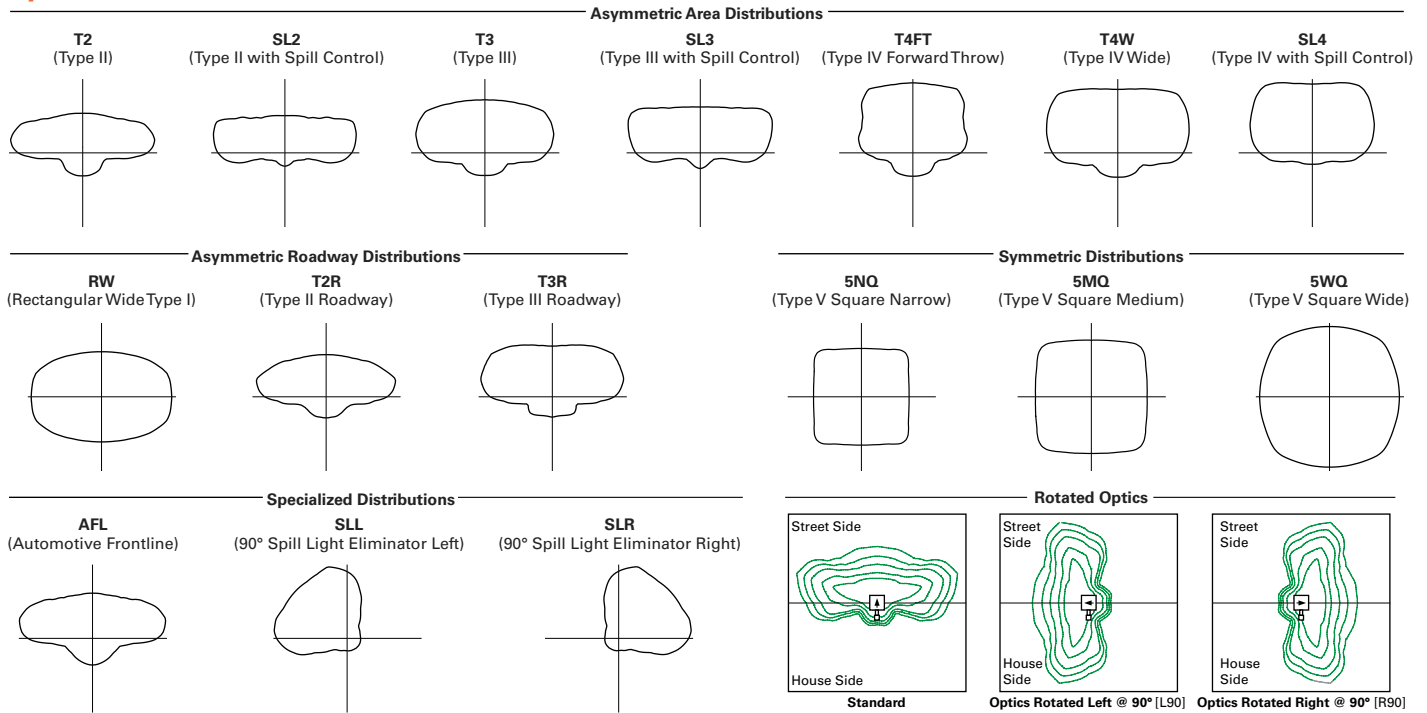 Asymmetric Area Distributions
T2
(Type II)
SL2
(Type II with Spill Control)
T3
(Type III)
SL3
(Type III with Spill Control)
T4FT
(Type IV Forward Throw)
T4W
(Type IV Wide)
SL4
(Type IV with Spill Control)
Asymmetric Roadway Distributions
RW
(Rectangular Wide Type I)
T2R
(Type II Roadway)
T3R
(Type III Roadway)
Symmetric Distributions
5NQ
(Type V Square Narrow)
5MQ
(Type V Square Medium)
5WQ
(Type V Square Wide)
Specialized Distributions
AFL
(Automotive Frontline)
SLL
(90° Spill Light Eliminator Left)
SLR
(90° Spill Light Eliminator Right)
Rotated Optics
Street Side
House Side
Standard
Street
Side
House
Side
Optics Rotated Left @ 90° [L90]
Street
Side
House
Side
Optics Rotated Right @ 90° [R90]